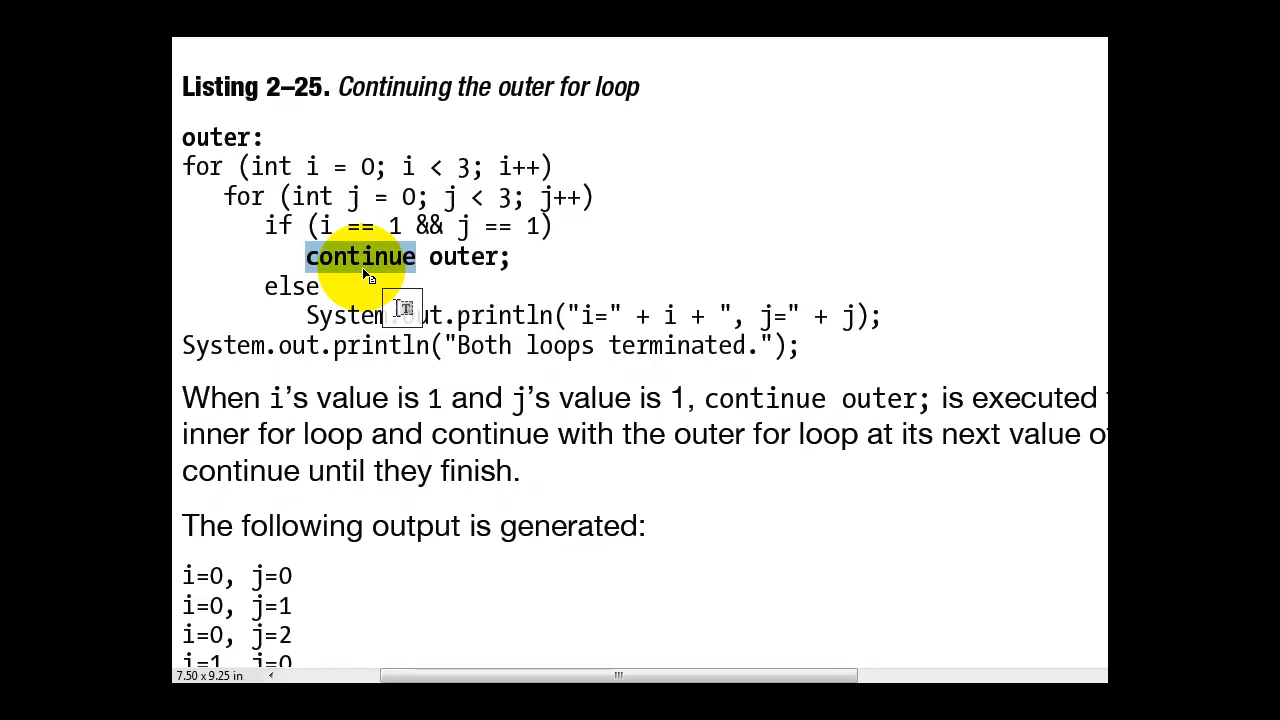 Listing 2–25. Continuing the outer for loop
outer:
for (int i = 0; i < 3; i++)
for (int j = 0; j < 3; j++)
if (i == 1 && j == 1)
continue outer;
else
System.out.println("i=" + i + ", j=" + j);
System.out.println("Both loops terminated.");
When i’s value is 1 and j’s value is 1, continue outer; is executed
inner for loop and continue with the outer for loop at its next value
continue until they finish.
The following output is generated:
i=0, j=0
i=0, j=1
i=0, j=2
i=1, j=0
7.50 x 9.25 in